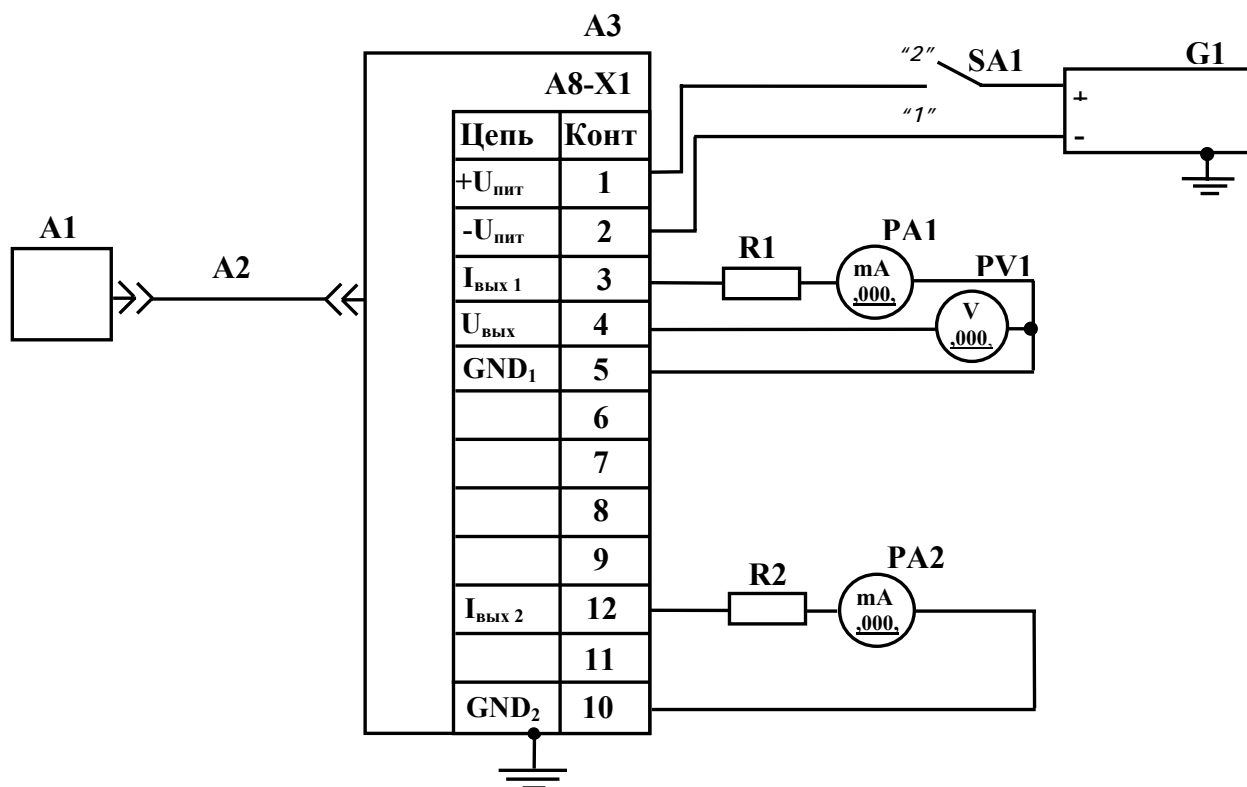 A3
"2" SA1 G1
A8-X1
+
"1"
-
Цепь Конт
+Uпит 1
-Uпит 2
A1
A2
R1 PA1
PV1
Iвых 1 3
mA
,000,
Uвых 4
V
,000,
GND1 5
6
7
8
9
R2 PA2
Iвых 2 12
mA
,000,
11
GND2 10